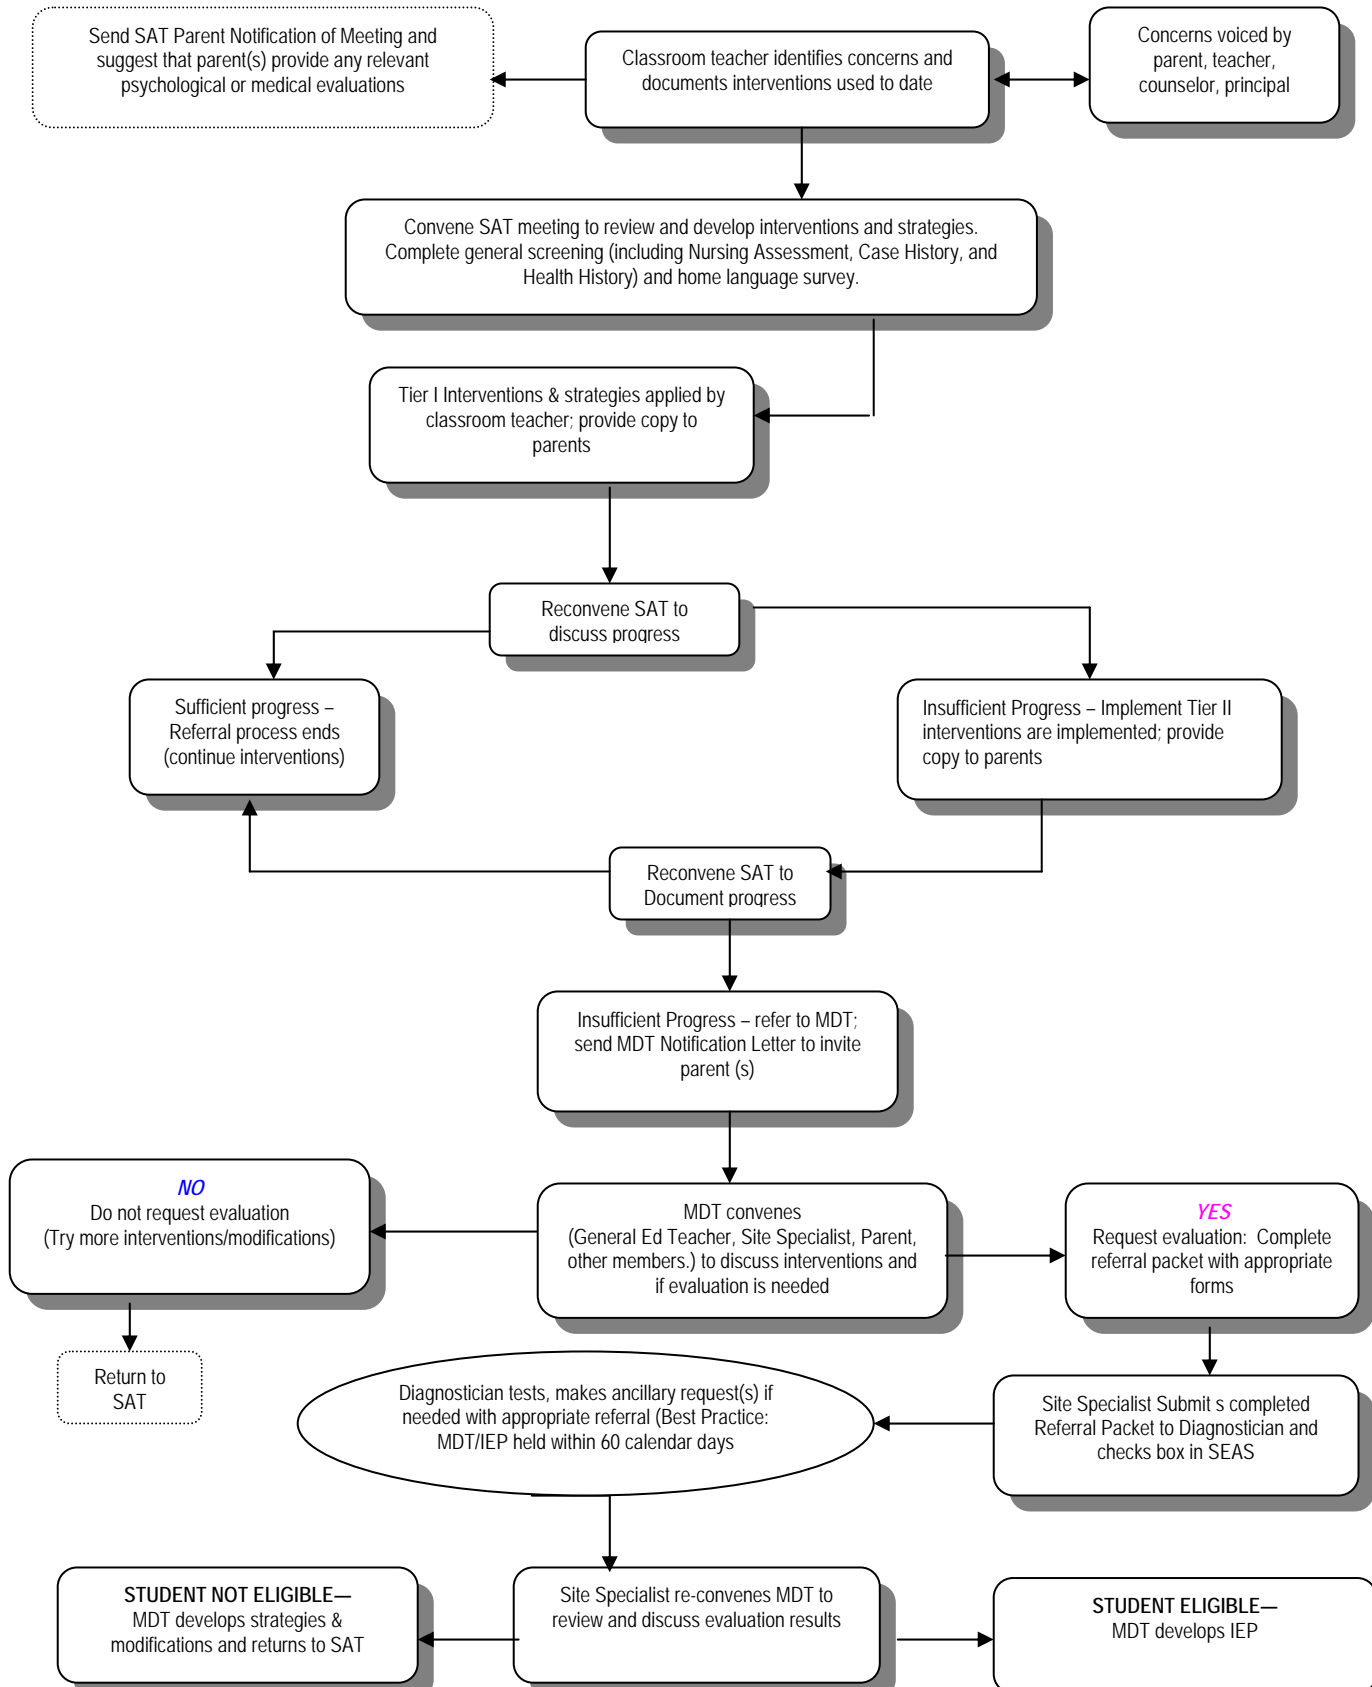 Send SAT Parent Notification of Meeting and
suggest that parent(s) provide any relevant
psychological or medical evaluations
Classroom teacher identifies concerns and
documents interventions used to date
Concerns voiced by
parent, teacher,
counselor, principal
Convene SAT meeting to review and develop interventions and strategies.
Complete general screening (including Nursing Assessment, Case History, and
Health History) and home language survey.
Tier I Interventions & strategies applied by
classroom teacher; provide copy to
parents
Reconvene SAT to
discuss progress
Sufficient progress –
Referral process ends
(continue interventions)
Insufficient Progress – Implement Tier II
interventions are implemented; provide
copy to parents
Reconvene SAT to
Document progress
Insufficient Progress – refer to MDT;
send MDT Notification Letter to invite
parent (s)
NO
Do not request evaluation
(Try more interventions/modifications)
MDT convenes
(General Ed Teacher, Site Specialist, Parent,
other members.) to discuss interventions and
if evaluation is needed
YES
Request evaluation: Complete
referral packet with appropriate
forms
Return to
SAT
Diagnostician tests, makes ancillary request(s) if
needed with appropriate referral (Best Practice:
MDT/IEP held within 60 calendar days
Site Specialist Submit s completed
Referral Packet to Diagnostician and
checks box in SEAS
STUDENT NOT ELIGIBLE—
MDT develops strategies &
modifications and returns to SAT
Site Specialist re-convenes MDT to
review and discuss evaluation results
STUDENT ELIGIBLE—
MDT develops IEP